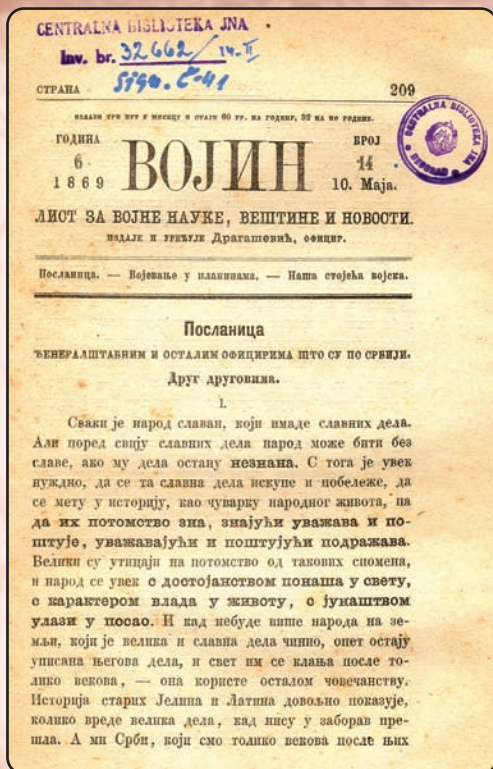 CENTRALNA BIBLIOTEKA JNA
Inv. br. 32662/14-II
Sign. Č-41
СТРАНА 209
ИЗЛАЗИ ТРИ ПУТ У МЕСЕЦУ И СТАЈЕ 60 ГР. НА ГОДИНУ, 32 НА ПО ГОДИНЕ.
ГОДИНА
6
1869
ВОЈИН
БРОЈ
14
10. Маја.
CENTRALNA BIBLIOTEKA JNA
BEOGRAD
ЛИСТ ЗА ВОЈНЕ НАУКЕ, ВЕШТИНЕ И НОВОСТИ.
ИЗДАЈЕ И УРЕЂУЈЕ Драгашевић, ОФИЦИР.
Посланица. — Војевање у планинама. — Наша стојећа војска.
Посланица
ЂЕНЕРАЛШТАБНИМ И ОСТАЛИМ ОФИЦИРИМА ШТО СУ ПО СРБИЈИ.
Друг друговима.
I.
Сваки је народ славан, који имаде славних дела.
Али поред свију славних дела народ може бити без
славе, ако му дела остану незнана. С тога је увек
нуждно, да се та славна дела искупе и побележе, да
се мету у историју, као чуварку народног живота, па
да их потомство зна, знајући уважава и по-
штује, уважавајући и поштујући подражава.
Велики су утицаји на потомство од такових спомена,
и народ се увек с достојанством понаша у свету,
с карактером влада у животу, с јунаштвом
улази у посао. И кад небуде више народа на зе-
мљи, који је велика и славна дела чинио, опет остају
уписана његова дела, и свет им се клања после то-
лико векова, — она користе осталом човечанству.
Историја старих Јелина и Латина довољно показује,
колико вреде велика дела, кад нису у заборав пре-
шла. А ми Срби, који смо толико векова после њих